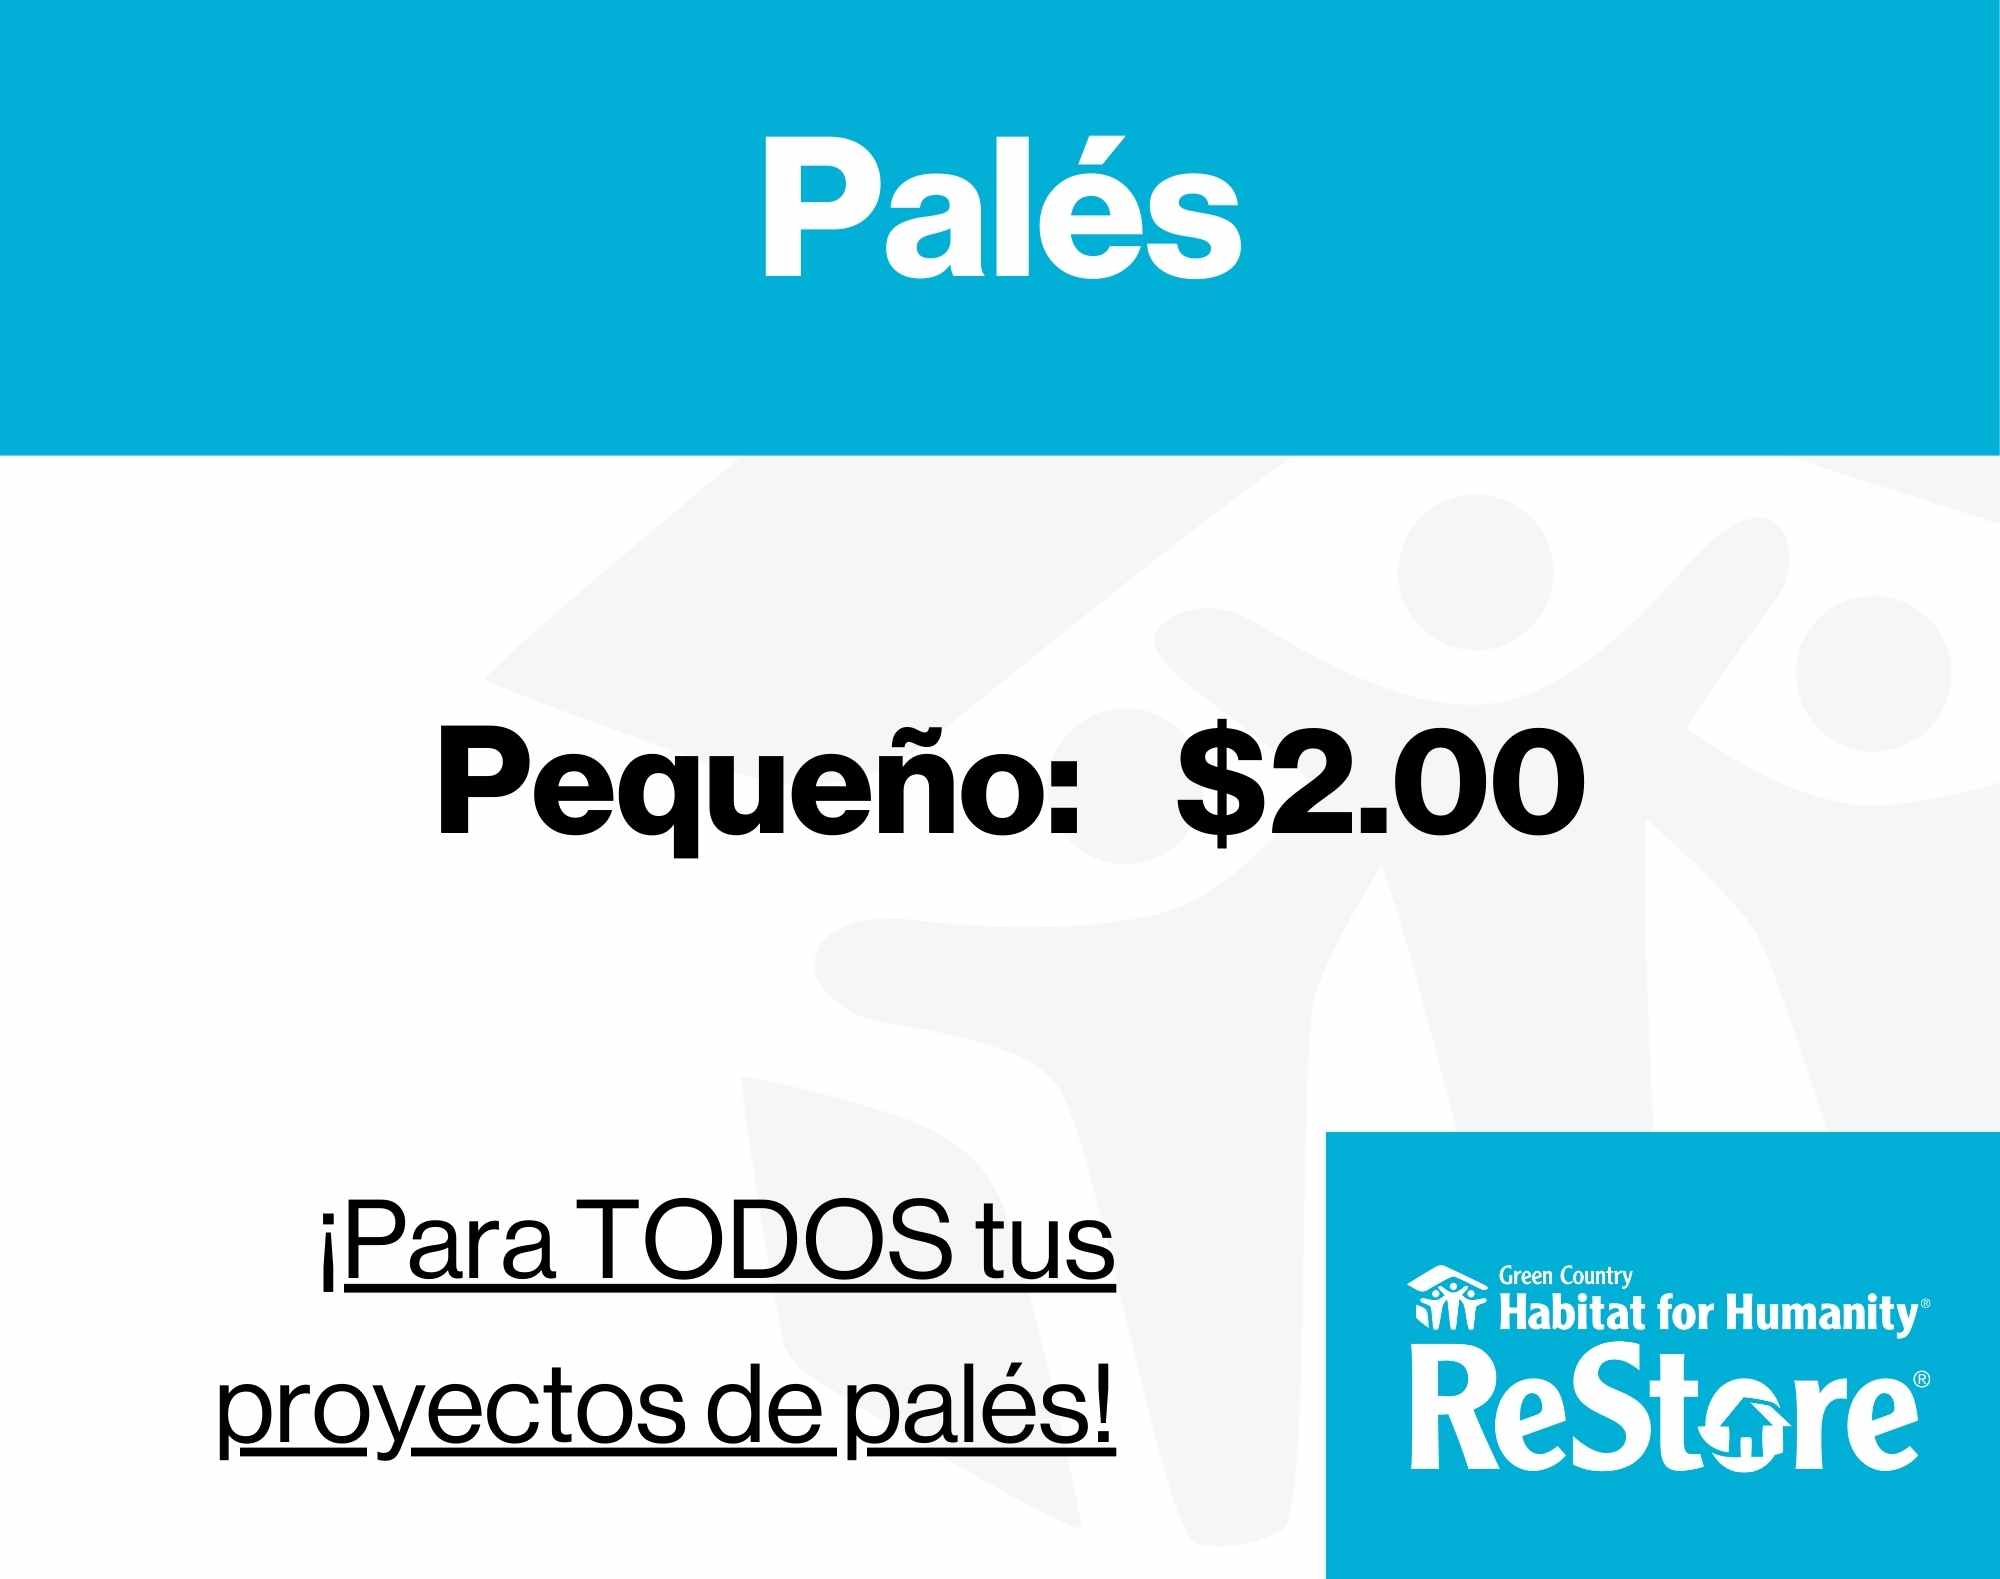 Palés
Pequeño: $2.00
¡Para TODOS tus
proyectos de palés!
Green Country
Habitat for Humanity®
ReStore®